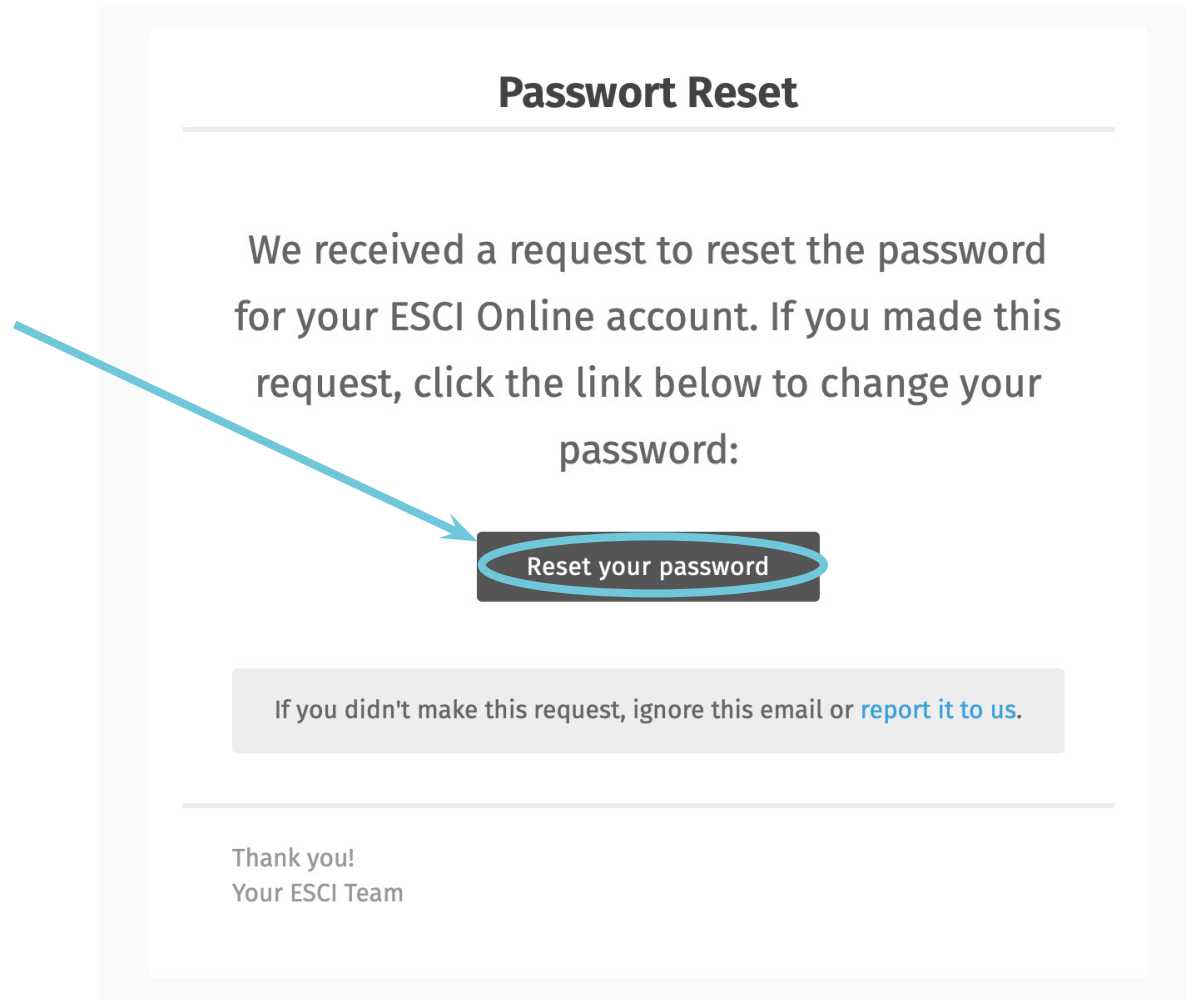 Passwort Reset
We received a request to reset the password
for your ESCI Online account. If you made this
request, click the link below to change your
password:
Reset your password
If you didn't make this request, ignore this email or report it to us.
Thank you!
Your ESCI Team